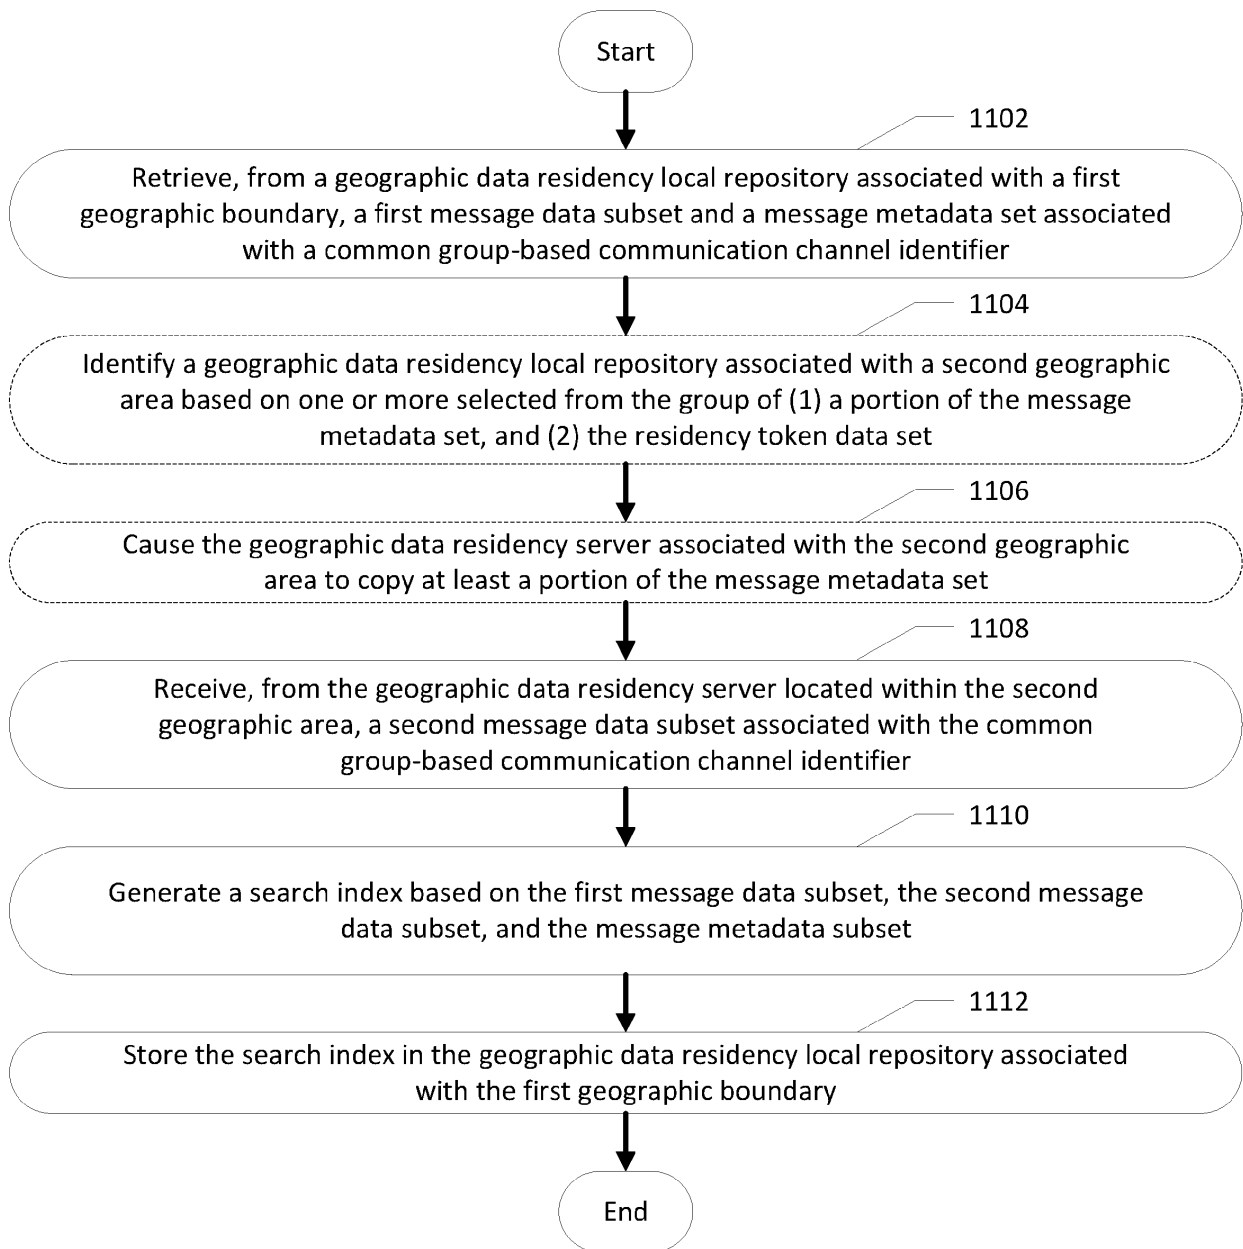 Start
1102
Retrieve, from a geographic data residency local repository associated with a first
geographic boundary, a first message data subset and a message metadata set associated
with a common group-based communication channel identifier
1104
Identify a geographic data residency local repository associated with a second geographic
area based on one or more selected from the group of (1) a portion of the message
metadata set, and (2) the residency token data set
1106
Cause the geographic data residency server associated with the second geographic
area to copy at least a portion of the message metadata set
1108
Receive, from the geographic data residency server located within the second
geographic area, a second message data subset associated with the common
group-based communication channel identifier
1110
Generate a search index based on the first message data subset, the second message
data subset, and the message metadata subset
1112
Store the search index in the geographic data residency local repository associated
with the first geographic boundary
End